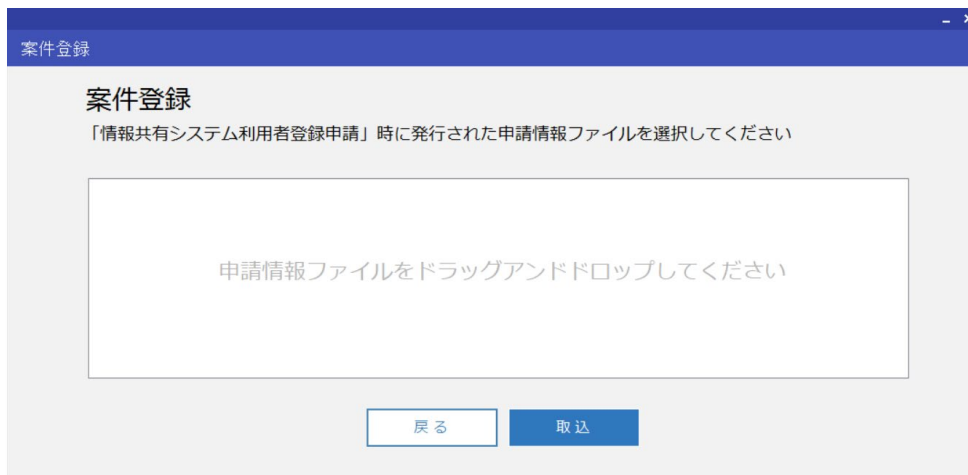 案件登録
案件登録
「情報共有システム利用者登録申請」時に発行された申請情報ファイルを選択してください
申請情報ファイルをドラッグアンドドロップしてください
戻る
取込